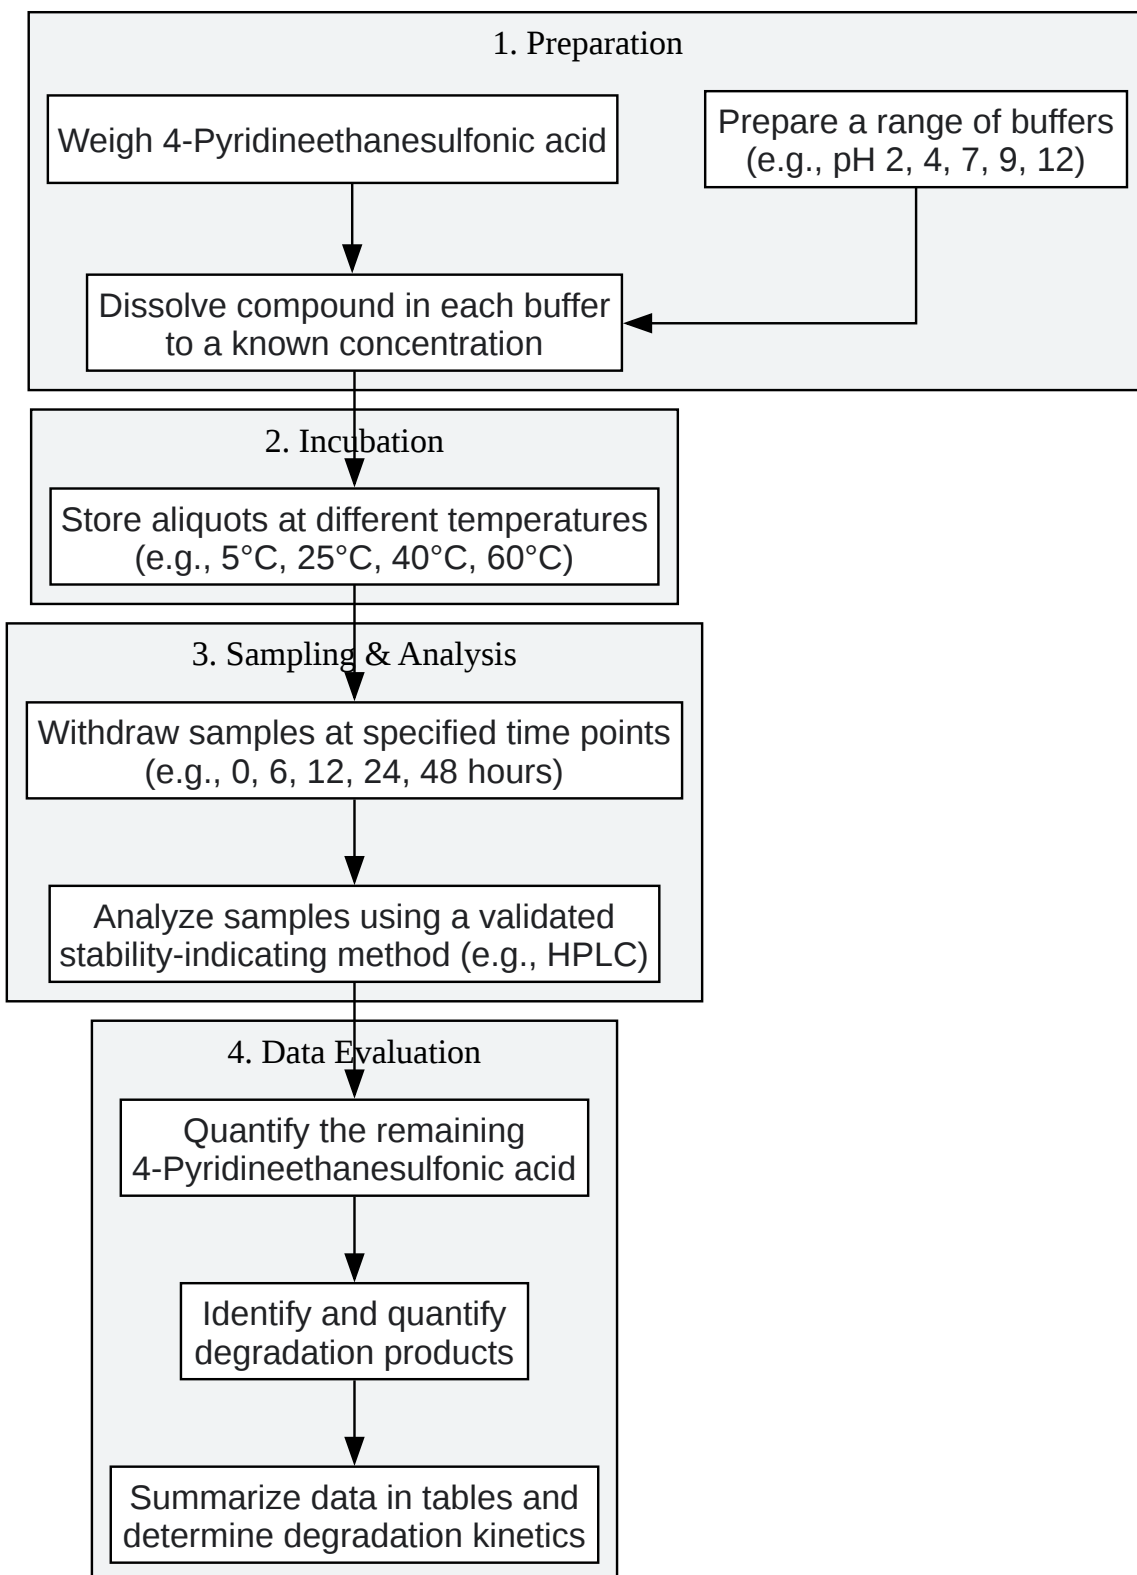 1. Preparation
Weigh 4-Pyridineethanesulfonic acid
Prepare a range of buffers
(e.g., pH 2, 4, 7, 9, 12)
Dissolve compound in each buffer
to a known concentration
2. Incubation
Store aliquots at different temperatures
(e.g., 5°C, 25°C, 40°C, 60°C)
3. Sampling & Analysis
Withdraw samples at specified time points
(e.g., 0, 6, 12, 24, 48 hours)
Analyze samples using a validated
stability-indicating method (e.g., HPLC)
4. Data Evaluation
Quantify the remaining
4-Pyridineethanesulfonic acid
Identify and quantify
degradation products
Summarize data in tables and
determine degradation kinetics